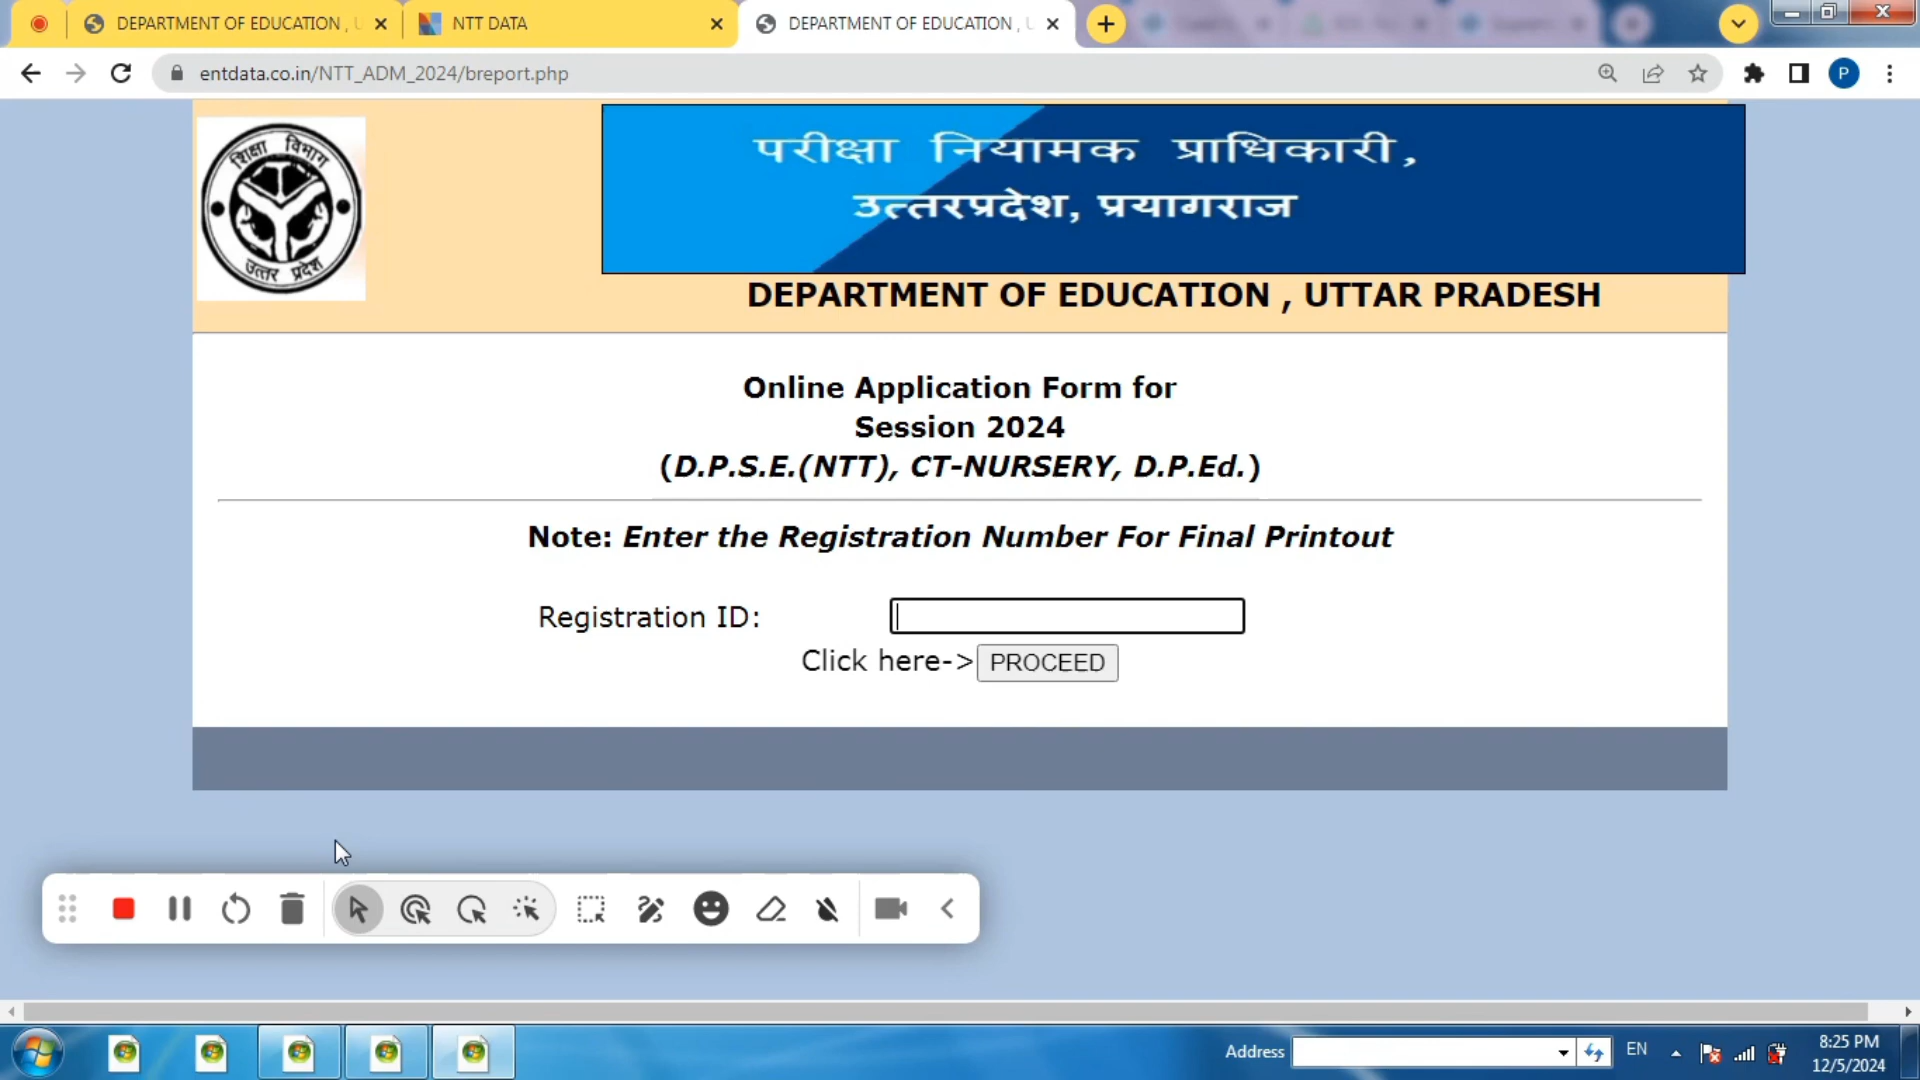 DEPARTMENT OF EDUCATION , U
NTT DATA
DEPARTMENT OF EDUCATION , U
entdata.co.in/NTT_ADM_2024/breport.php
P
शिक्षा विभाग
उत्तर प्रदेश
परीक्षा नियामक प्राधिकारी,
उत्तरप्रदेश, प्रयागराज
DEPARTMENT OF EDUCATION , UTTAR PRADESH
Online Application Form for
Session 2024
(D.P.S.E.(NTT), CT-NURSERY, D.P.Ed.)
Note: Enter the Registration Number For Final Printout
Registration ID:
Click here-> PROCEED
Address
EN
8:25 PM
12/5/2024